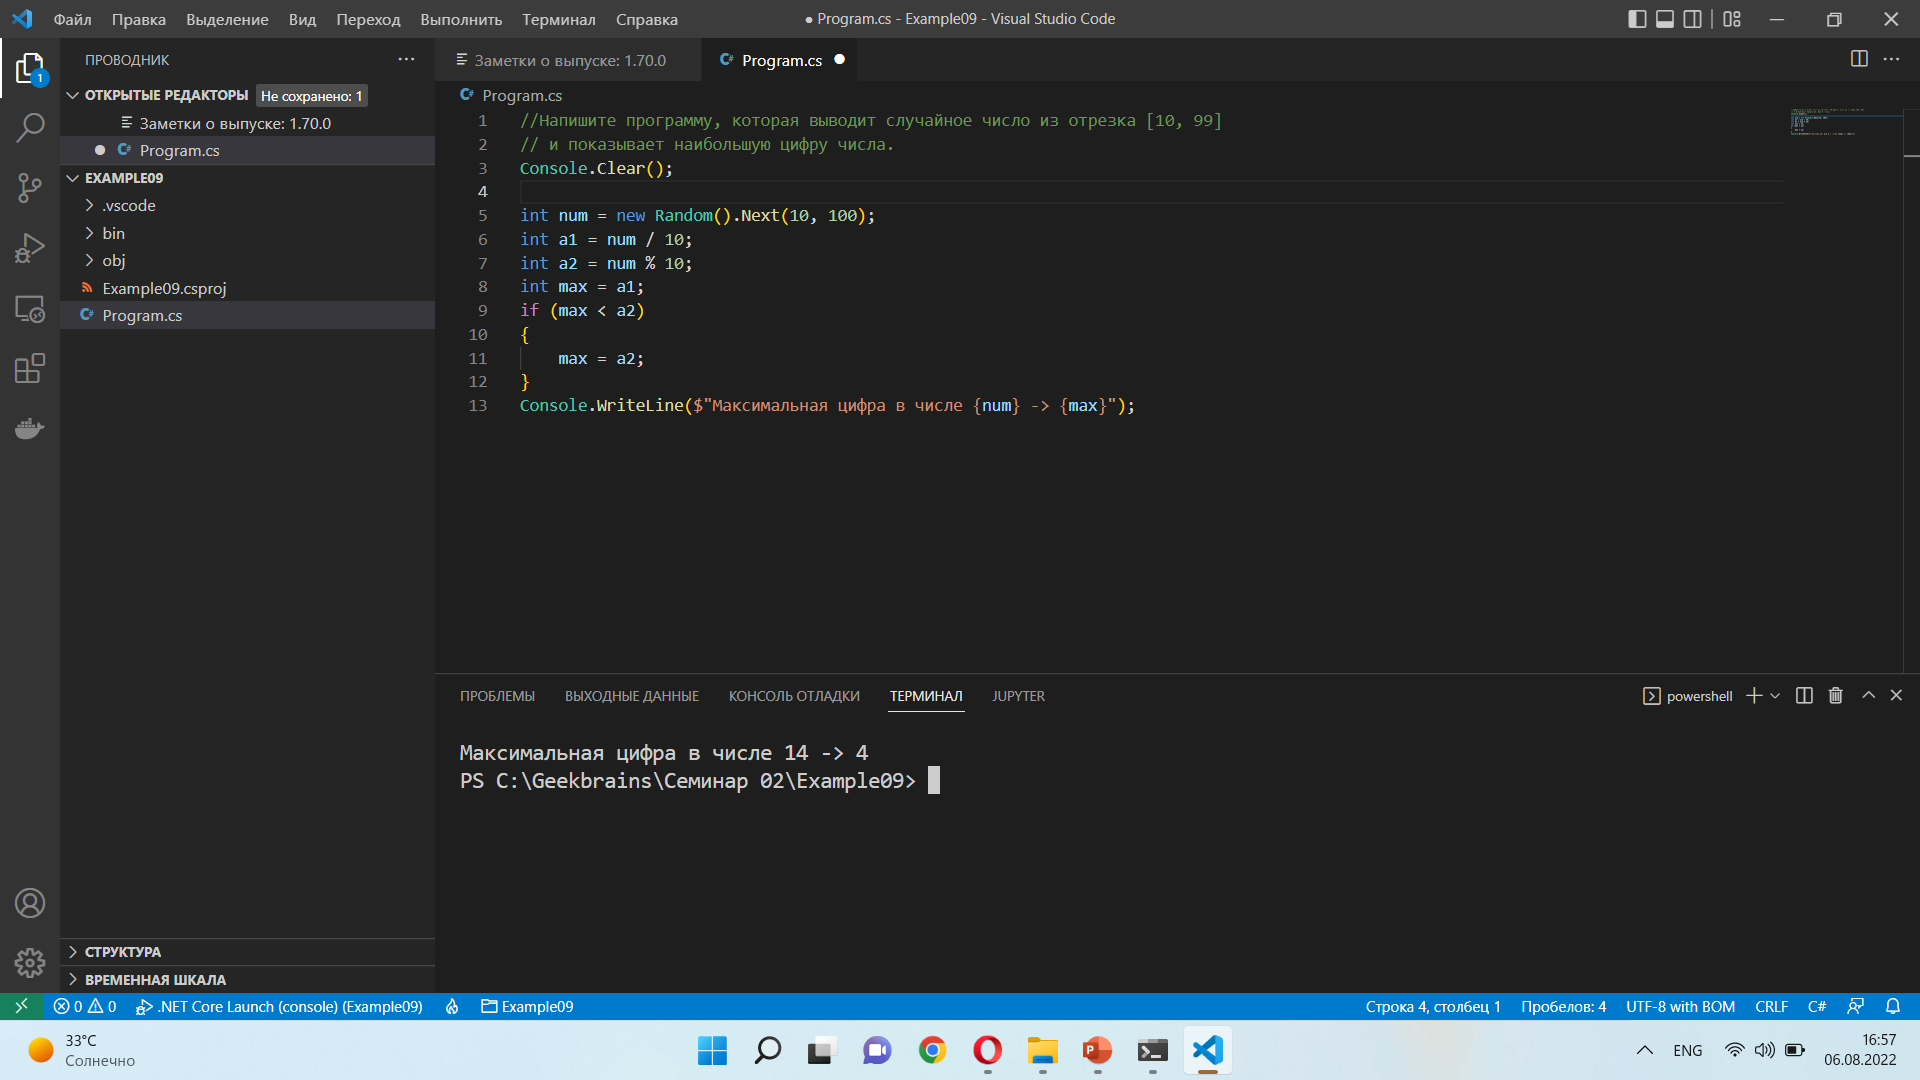 Файл Правка Выделение Вид Переход Выполнить Терминал Справка
● Program.cs - Example09 - Visual Studio Code
ПРОВОДНИК
1
ОТКРЫТЫЕ РЕДАКТОРЫ Не сохранено: 1
Заметки о выпуске: 1.70.0
Program.cs
EXAMPLE09
.vscode
bin
obj
Example09.csproj
Program.cs
СТРУКТУРА
ВРЕМЕННАЯ ШКАЛА
Заметки о выпуске: 1.70.0
Program.cs
Program.cs
1 //Напишите программу, которая выводит случайное число из отрезка [10, 99]
2 // и показывает наибольшую цифру числа.
3 Console.Clear();
4
5 int num = new Random().Next(10, 100);
6 int a1 = num / 10;
7 int a2 = num % 10;
8 int max = a1;
9 if (max < a2)
10 {
11 max = a2;
12 }
13 Console.WriteLine($"Максимальная цифра в числе {num} -> {max}");
ПРОБЛЕМЫ ВЫХОДНЫЕ ДАННЫЕ КОНСОЛЬ ОТЛАДКИ ТЕРМИНАЛ JUPYTER
powershell
Максимальная цифра в числе 14 -> 4
PS C:\Geekbrains\Семинар 02\Example09>
0 0 .NET Core Launch (console) (Example09) Example09
Строка 4, столбец 1 Пробелов: 4 UTF-8 with BOM CRLF C#
33°C
Солнечно
ENG
16:57
06.08.2022